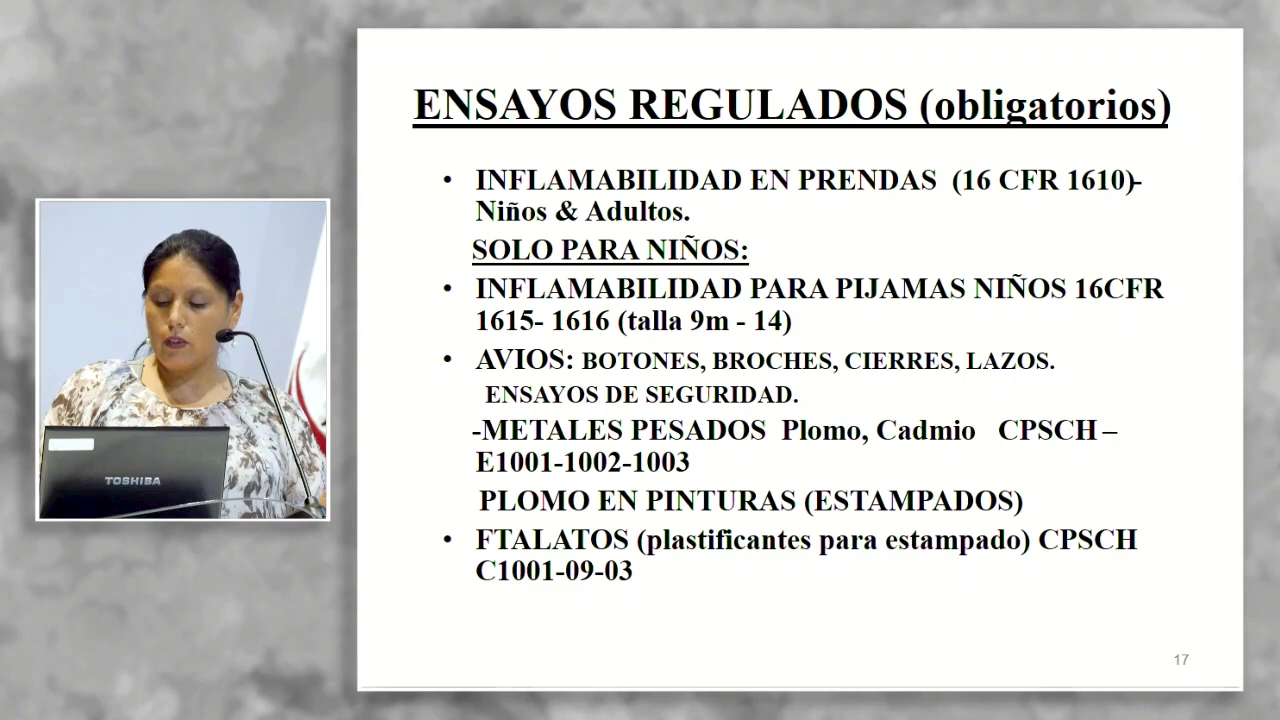 ENSAYOS REGULADOS (obligatorios)
• INFLAMABILIDAD EN PRENDAS (16 CFR 1610)-
Niños & Adultos.
SOLO PARA NIÑOS:
• INFLAMABILIDAD PARA PIJAMAS NIÑOS 16CFR
1615- 1616 (talla 9m - 14)
• AVIOS: BOTONES, BROCHES, CIERRES, LAZOS.
ENSAYOS DE SEGURIDAD.
-METALES PESADOS Plomo, Cadmio CPSCH –
E1001-1002-1003
PLOMO EN PINTURAS (ESTAMPADOS)
• FTALATOS (plastificantes para estampado) CPSCH
C1001-09-03
17
TOSHIBA